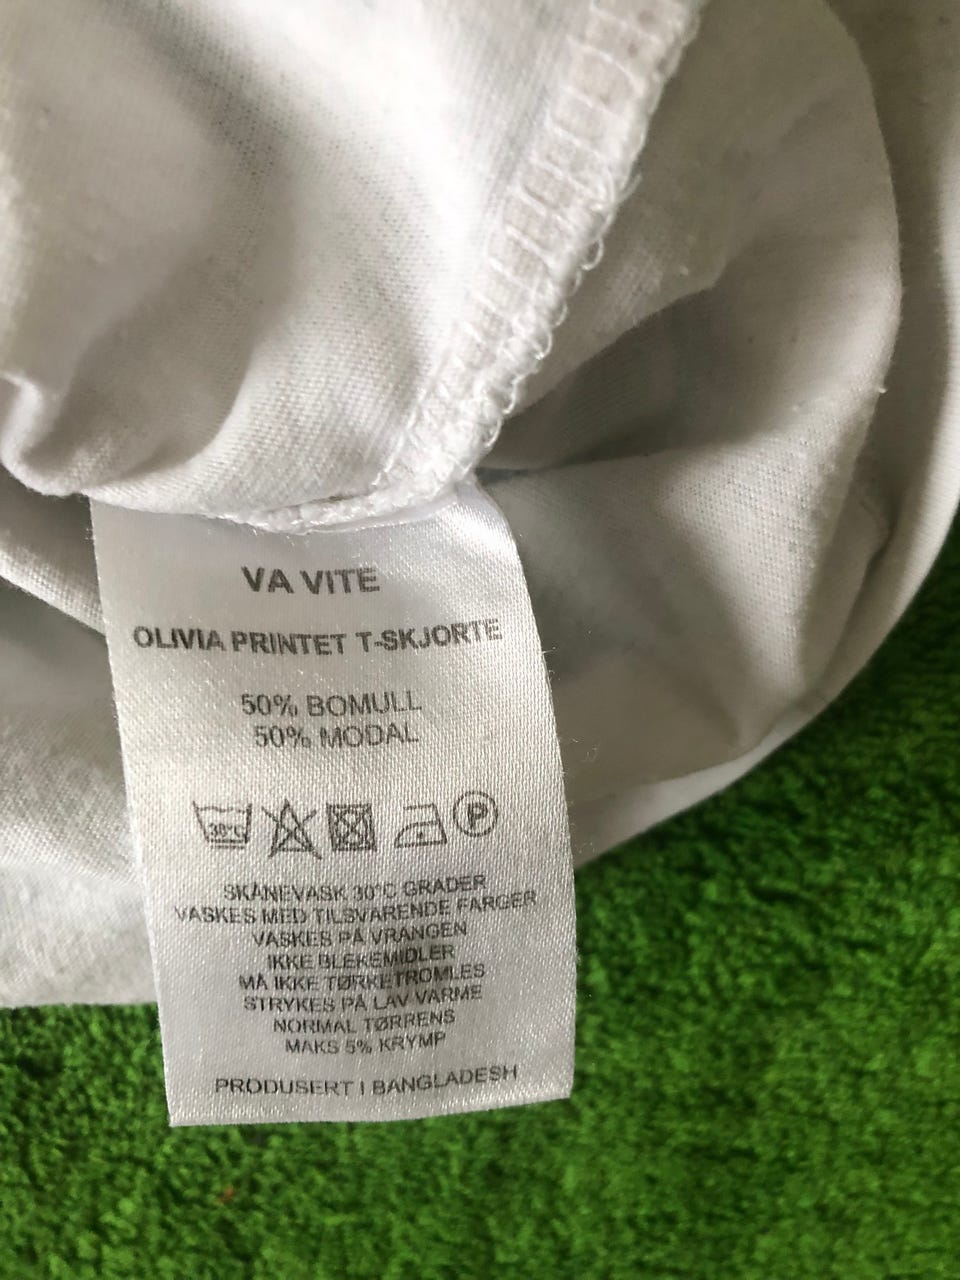 VA VITE
OLIVIA PRINTET T-SKJORTE
50% BOMULL
50% MODAL
30°C P
SKÅNEVASK 30°C GRADER
VASKES MED TILSVARENDE FARGER
VASKES PÅ VRANGEN
IKKE BLEKEMIDLER
MÅ IKKE TØRKETROMLES
STRYKES PÅ LAV VARME
NORMAL TØRRENS
MAKS 5% KRYMP
PRODUSERT I BANGLADESH